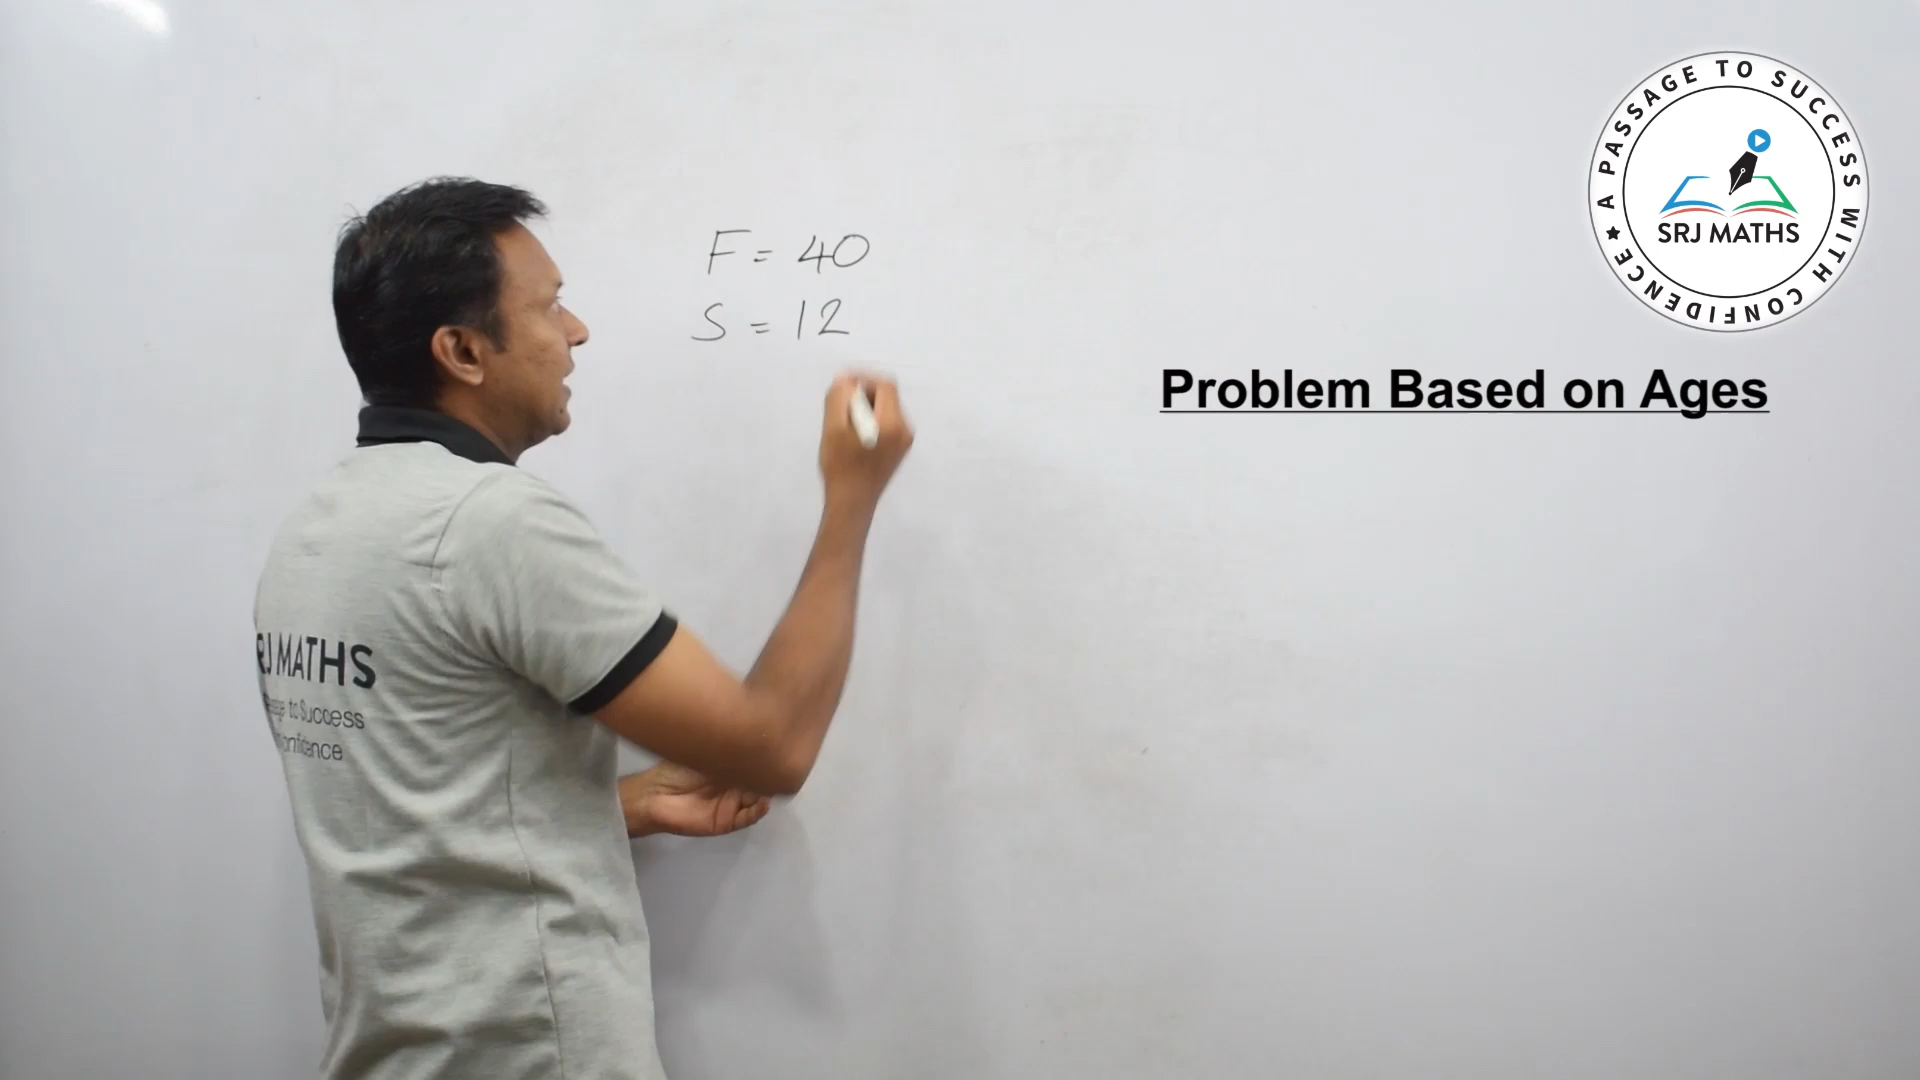 F = 40
S = 12
A PASSAGE TO SUCCESS WITH CONFIDENCE
SRJ MATHS
Problem Based on Ages
RJ MATHS
to Success
onfidence